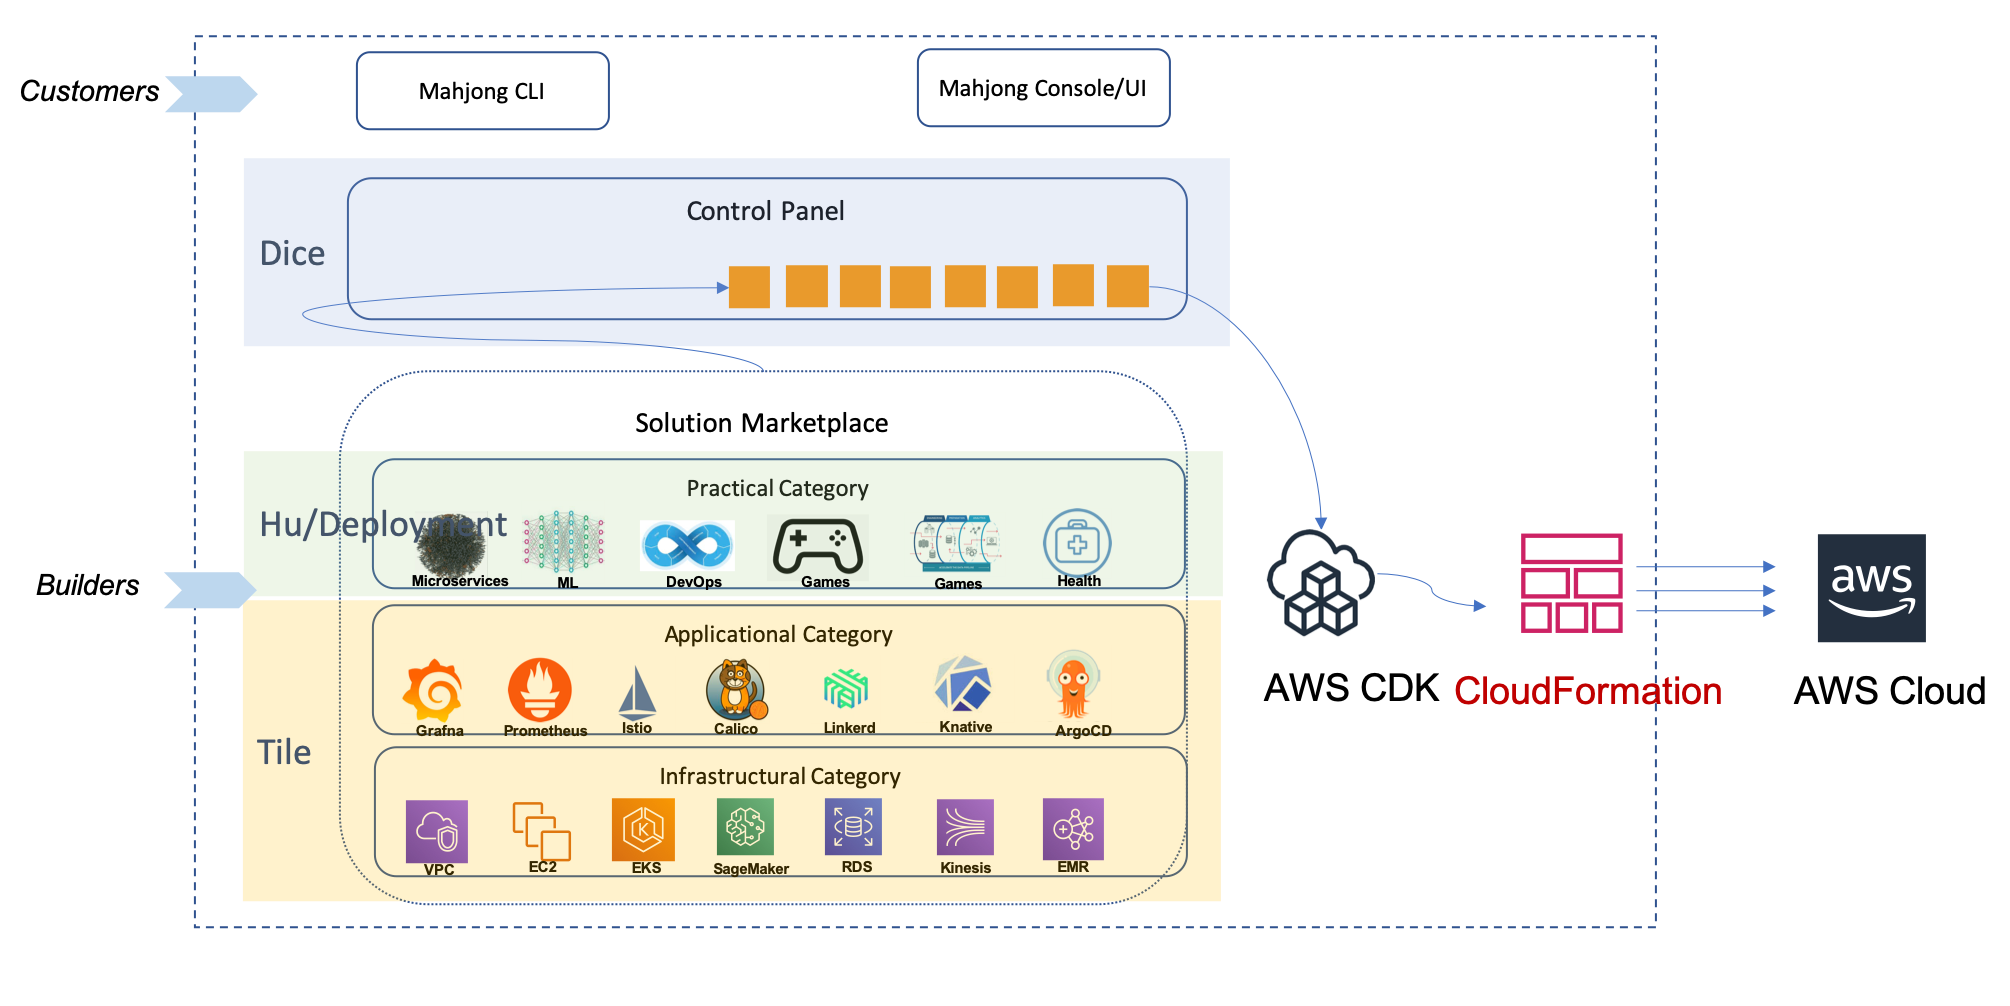 Customers
Mahjong CLI
Mahjong Console/UI
Control Panel
Dice
Solution Marketplace
Practical Category
Hu/Deployment
Microservices
ML
DevOps
Games
Games
Health
Builders
Applicational Category
Grafna
Prometheus
Istio
Calico
Linkerd
Knative
ArgoCD
Tile
Infrastructural Category
VPC
EC2
EKS
SageMaker
RDS
Kinesis
EMR
AWS CDK
CloudFormation
aws
AWS Cloud